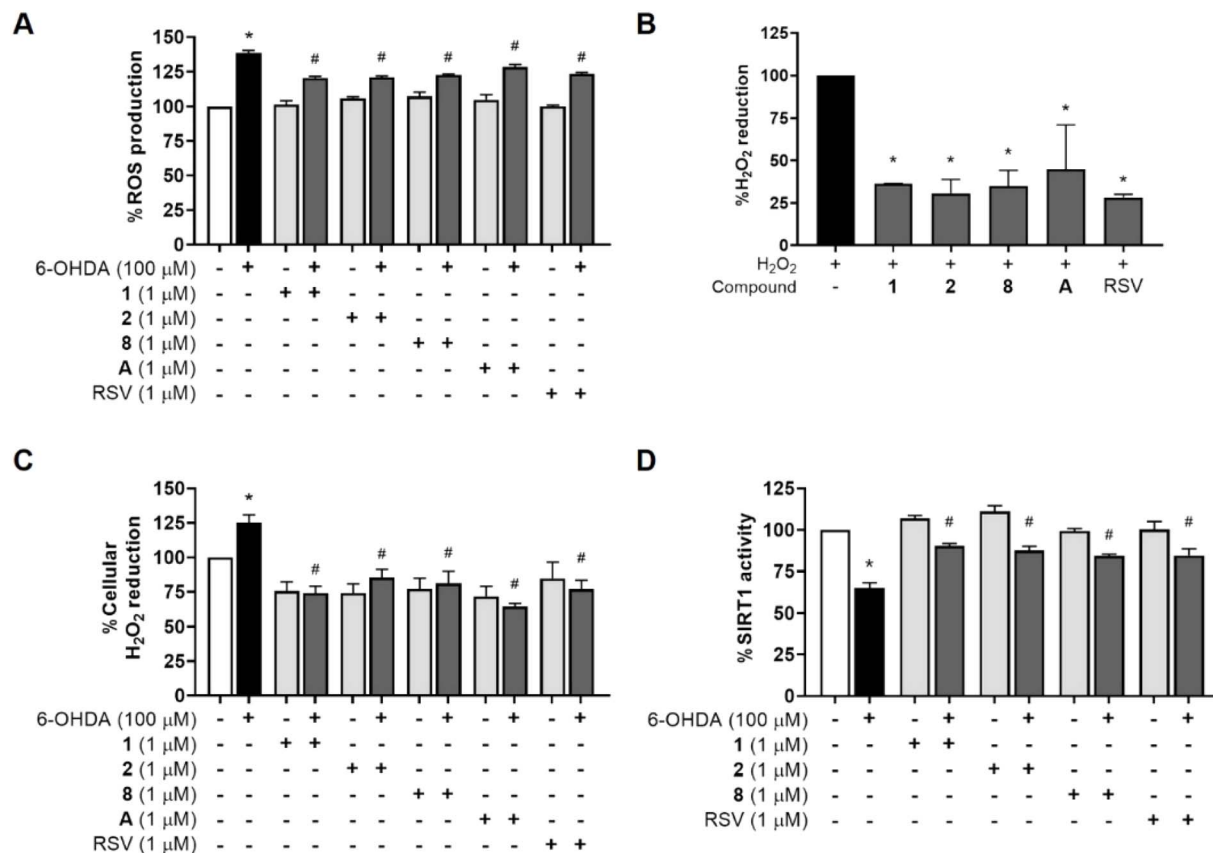 A
% ROS production
150
125
100
75
50
25
0
* # # # # #
6-OHDA (100 μM) - + - + - + - + - + - +
1 (1 μM) - - + + - - - - - - - -
2 (1 μM) - - - - + + - - - - - -
8 (1 μM) - - - - - - + + - - - -
A (1 μM) - - - - - - - - + + - -
RSV (1 μM) - - - - - - - - - - + +
B
%H₂O₂ reduction
125
100
75
50
25
0
* * * * *
H₂O₂ + + + + + +
Compound - 1 2 8 A RSV
C
% Cellular
H₂O₂ reduction
150
125
100
75
50
25
0
* # # # # #
6-OHDA (100 μM) - + - + - + - + - + - +
1 (1 μM) - - + + - - - - - - - -
2 (1 μM) - - - - + + - - - - - -
8 (1 μM) - - - - - - + + - - - -
A (1 μM) - - - - - - - - + + - -
RSV (1 μM) - - - - - - - - - - + +
D
% SIRT1 activity
125
100
75
50
25
0
* # # # #
6-OHDA (100 μM) - + - + - + - + - +
1 (1 μM) - - + + - - - - - -
2 (1 μM) - - - - + + - - - -
8 (1 μM) - - - - - - + + - -
RSV (1 μM) - - - - - - - - + +